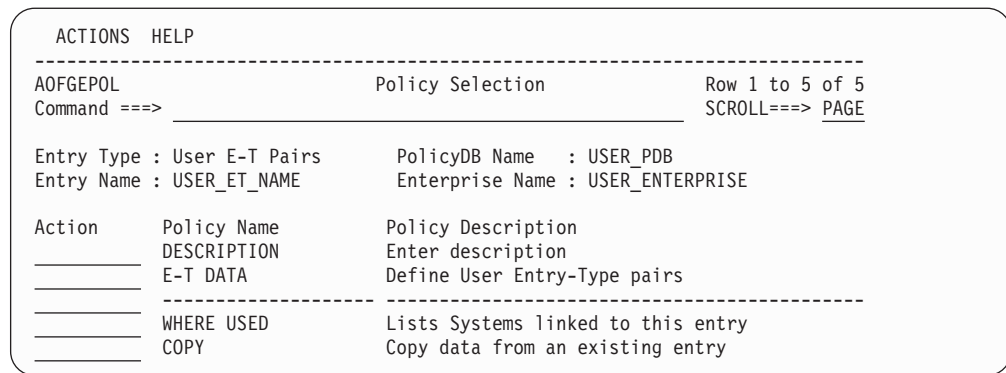 ACTIONS HELP
--------------------------------------------------------------------------------
AOFGEPOL Policy Selection Row 1 to 5 of 5
Command ===> SCROLL===> PAGE
Entry Type : User E-T Pairs PolicyDB Name : USER_PDB
Entry Name : USER_ET_NAME Enterprise Name : USER_ENTERPRISE
Action Policy Name Policy Description
DESCRIPTION Enter description
E-T DATA Define User Entry-Type pairs
-------------------- ---------------------------------------------
WHERE USED Lists Systems linked to this entry
COPY Copy data from an existing entry